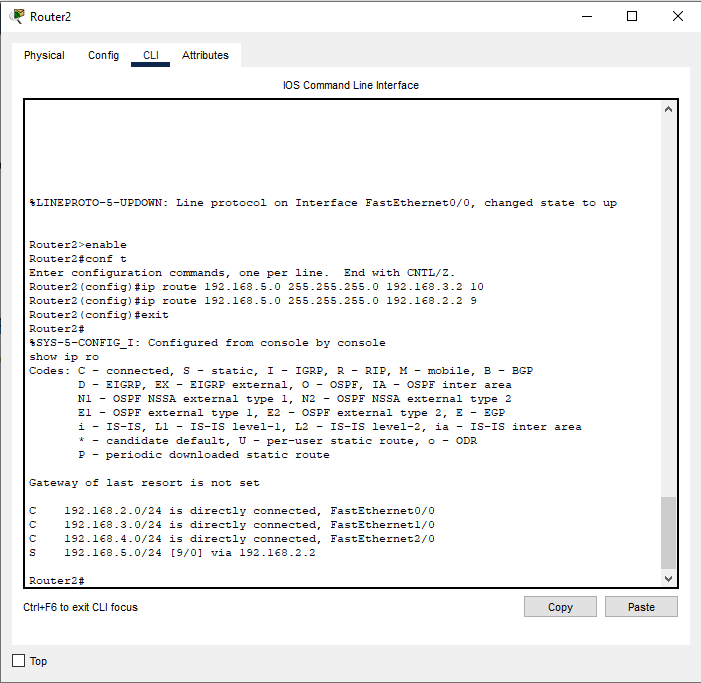 Router2
Physical Config CLI Attributes
IOS Command Line Interface
%LINEPROTO-5-UPDOWN: Line protocol on Interface FastEthernet0/0, changed state to up
Router2>enable
Router2#conf t
Enter configuration commands, one per line.  End with CNTL/Z.
Router2(config)#ip route 192.168.5.0 255.255.255.0 192.168.3.2 10
Router2(config)#ip route 192.168.5.0 255.255.255.0 192.168.2.2 9
Router2(config)#exit
Router2#
%SYS-5-CONFIG_I: Configured from console by console
show ip ro
Codes: C - connected, S - static, I - IGRP, R - RIP, M - mobile, B - BGP
       D - EIGRP, EX - EIGRP external, O - OSPF, IA - OSPF inter area
       N1 - OSPF NSSA external type 1, N2 - OSPF NSSA external type 2
       E1 - OSPF external type 1, E2 - OSPF external type 2, E - EGP
       i - IS-IS, L1 - IS-IS level-1, L2 - IS-IS level-2, ia - IS-IS inter area
       * - candidate default, U - per-user static route, o - ODR
       P - periodic downloaded static route
Gateway of last resort is not set
C    192.168.2.0/24 is directly connected, FastEthernet0/0
C    192.168.3.0/24 is directly connected, FastEthernet1/0
C    192.168.4.0/24 is directly connected, FastEthernet2/0
S    192.168.5.0/24 [9/0] via 192.168.2.2
Router2#
Ctrl+F6 to exit CLI focus
Copy Paste
Top